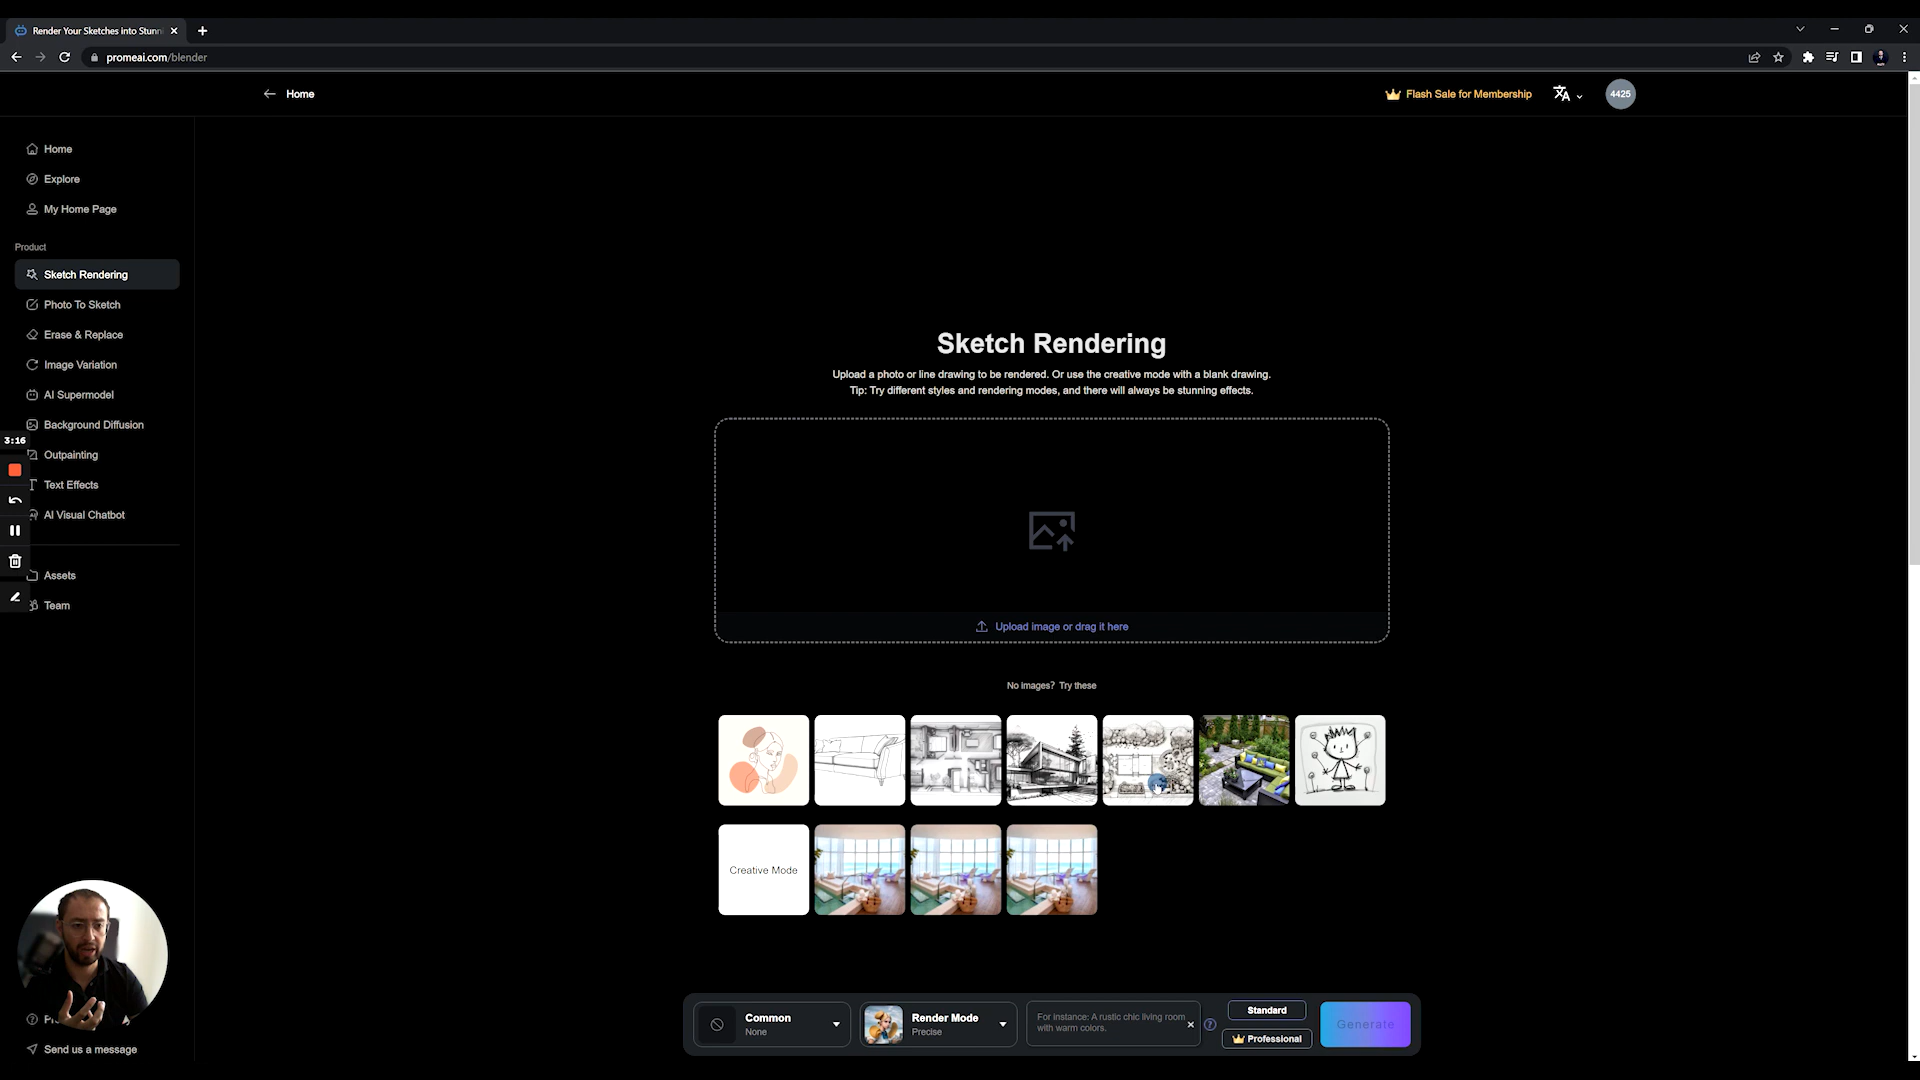 Render Your Sketches into Stunn
promeai.com/blender
Home
Flash Sale for Membership
4425
Home
Explore
My Home Page
Product
Sketch Rendering
Photo To Sketch
Erase & Replace
Image Variation
AI Supermodel
Background Diffusion
3:16
Outpainting
Text Effects
AI Visual Chatbot
Assets
Team
Send us a message
Sketch Rendering
Upload a photo or line drawing to be rendered. Or use the creative mode with a blank drawing.
Tip: Try different styles and rendering modes, and there will always be stunning effects.
Upload image or drag it here
No images? Try these
Creative Mode
Common
None
Render Mode
Precise
For instance: A rustic chic living room
with warm colors.
Standard
Professional
Generate